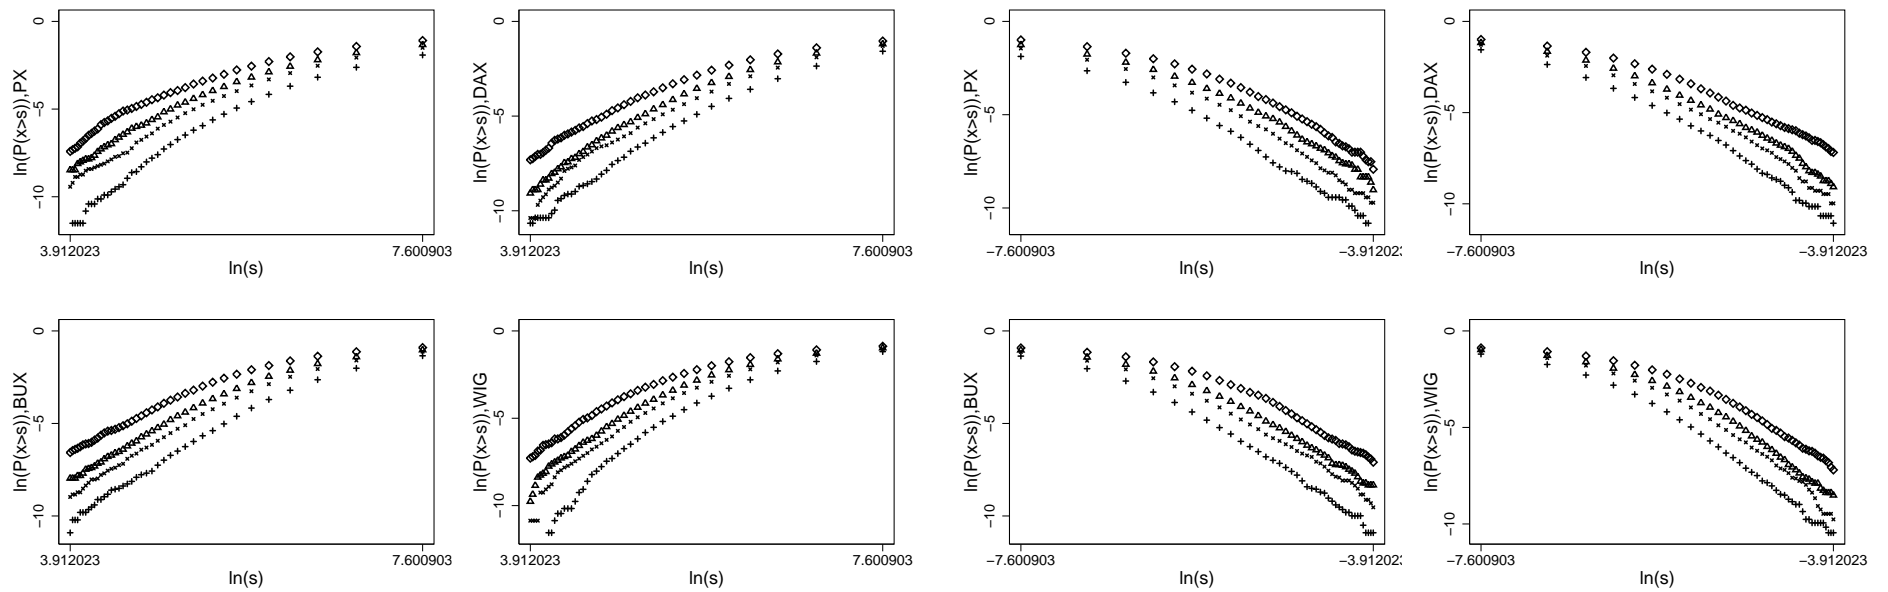 0
−5
−10
ln(P(x>s)),PX
3.912023
7.600903
ln(s)
0
−5
−10
ln(P(x>s)),DAX
3.912023
7.600903
ln(s)
0
−5
−10
ln(P(x>s)),PX
−7.600903
−3.912023
ln(s)
0
−5
−10
ln(P(x>s)),DAX
−7.600903
−3.912023
ln(s)
0
−5
−10
ln(P(x>s)),BUX
3.912023
7.600903
ln(s)
0
−5
−10
ln(P(x>s)),WIG
3.912023
7.600903
ln(s)
0
−5
−10
ln(P(x>s)),BUX
−7.600903
−3.912023
ln(s)
0
−5
−10
ln(P(x>s)),WIG
−7.600903
−3.912023
ln(s)